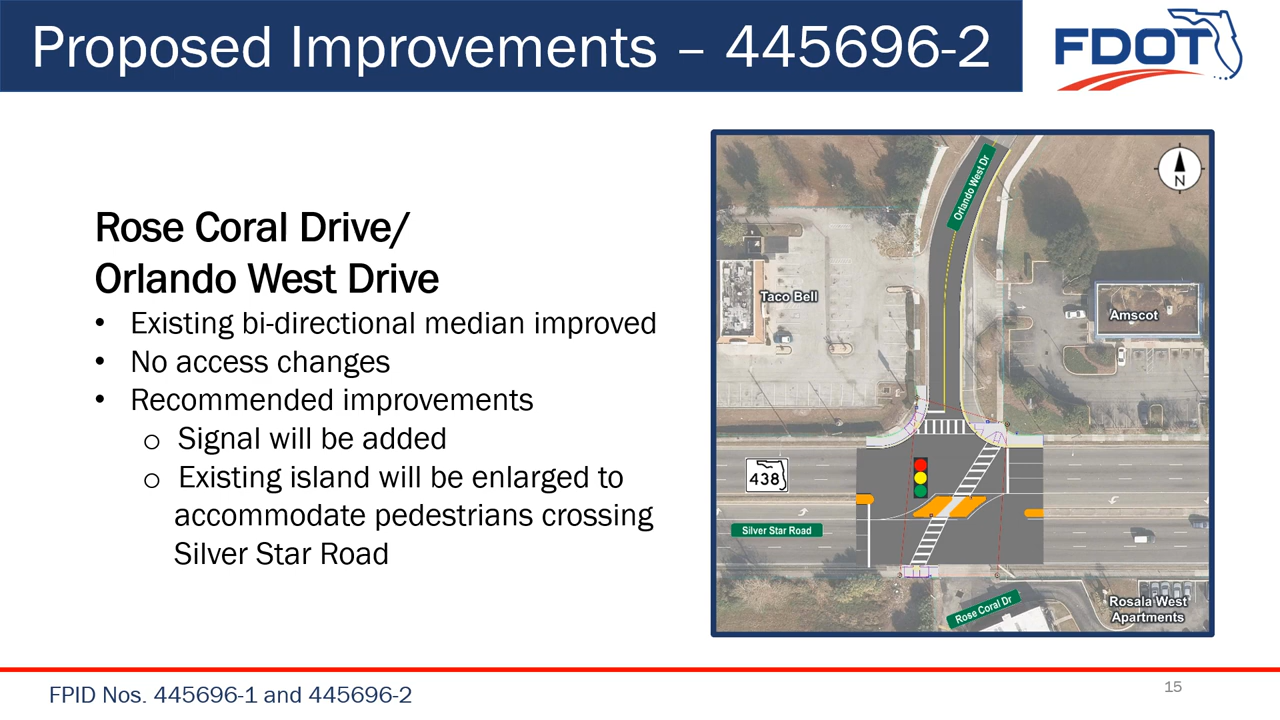 Proposed Improvements – 445696-2
FDOT
Rose Coral Drive/
Orlando West Drive
• Existing bi-directional median improved
• No access changes
• Recommended improvements
o Signal will be added
o Existing island will be enlarged to
accommodate pedestrians crossing
Silver Star Road
Orlando West Dr
N
Taco Bell
Amscot
438
Silver Star Road
Rose Coral Dr
Rosala West
Apartments
FPID Nos. 445696-1 and 445696-2
15